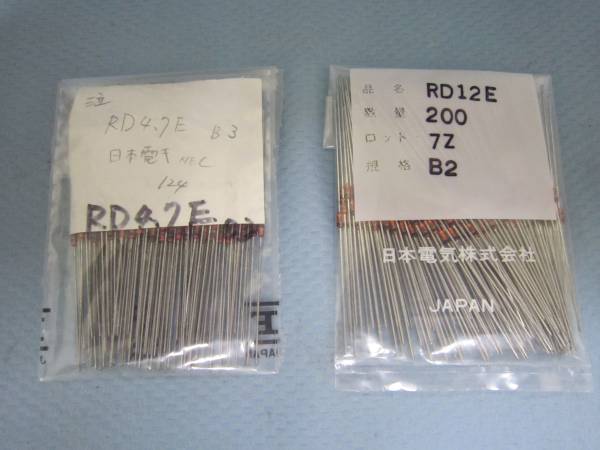 RD4.7E B3
日本電気 NEC
124
RD4.7E
品 名 RD12E
数 量 200
ロット 7Z
規 格 B2
日本電気株式会社
JAPAN
JAPAN